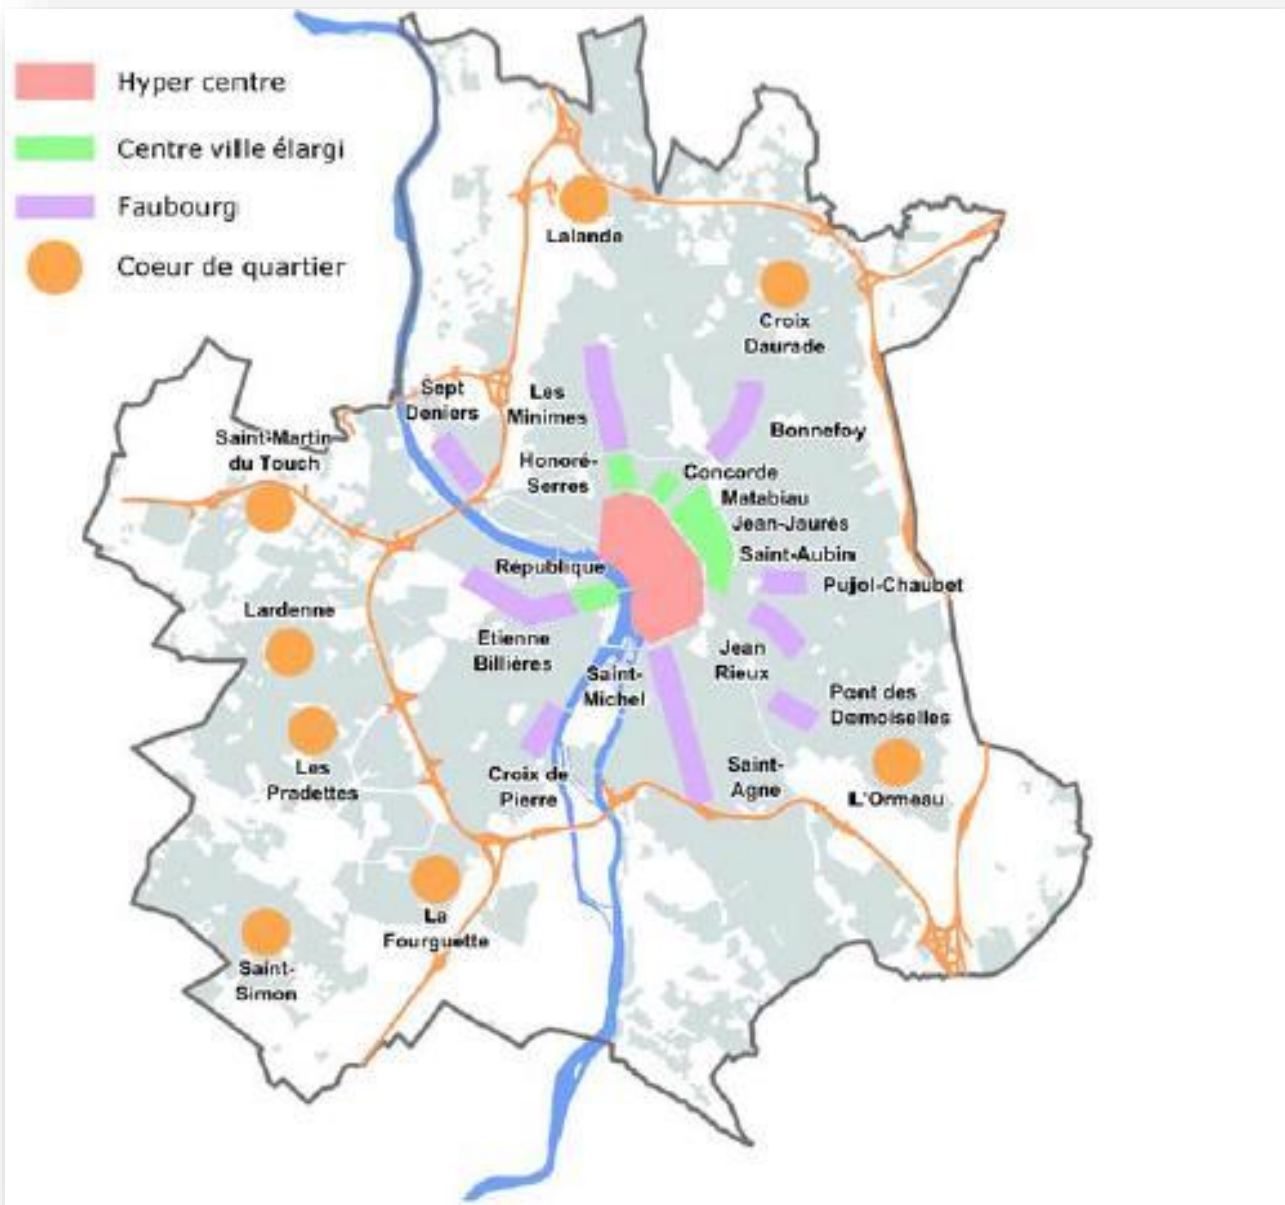 Hyper centre
Centre ville élargi
Faubourg
Coeur de quartier
Lalande
Croix
Daurade
Sept
Deniers
Les
Minimes
Bonnefoy
Saint-Martin
du Touch
Honoré-
Serres
Concorde
Matabiau
Jean-Jaurés
Saint-Aubin
République
Pujol-Chaubet
Lardenne
Etienne
Billières
Jean
Rieux
Saint-
Michel
Pont des
Demoiselles
Les
Pradettes
Croix de
Pierre
Saint-
Agne
L'Ormeau
La
Fourguette
Saint-
Simon